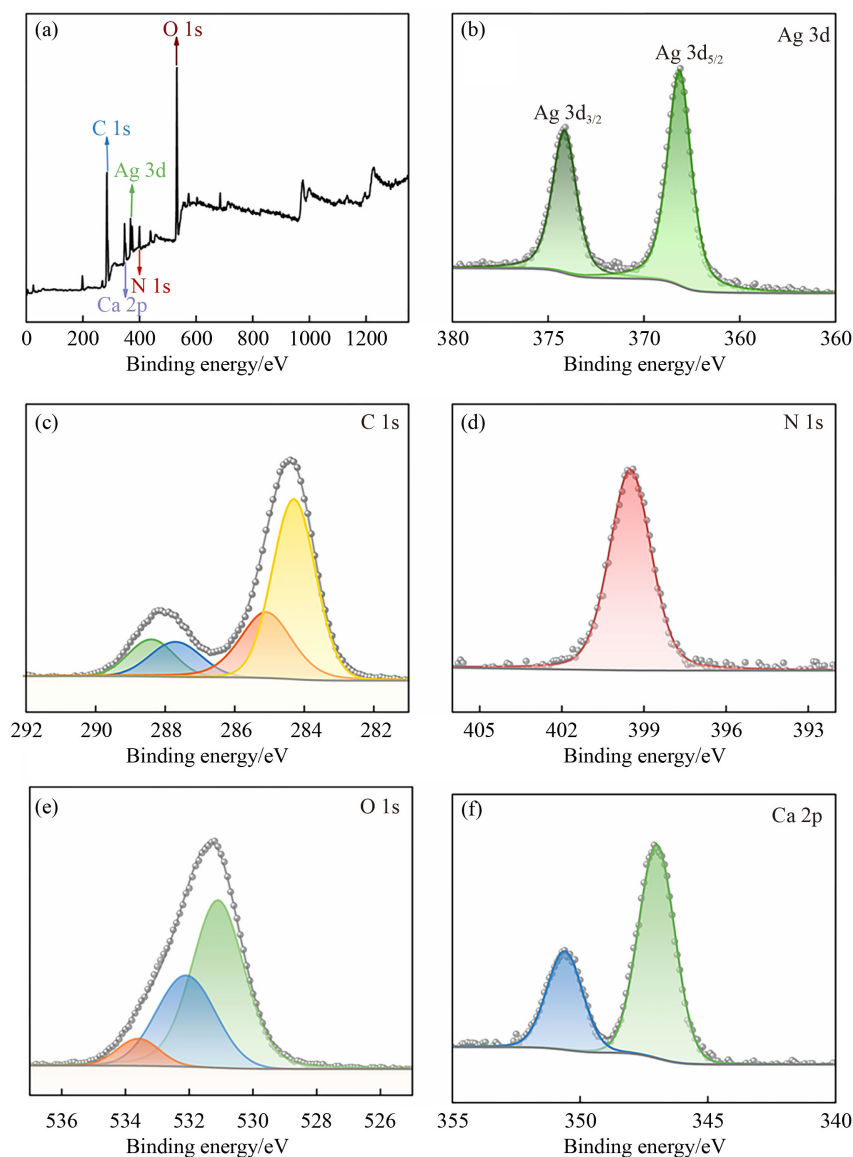 (a)
O 1s
C 1s
Ag 3d
N 1s
Ca 2p
0 200 400 600 800 1000 1200
Binding energy/eV
(b)
Ag 3d
Ag 3d5/2
Ag 3d3/2
380 375 370 365 360
Binding energy/eV
(c)
C 1s
292 290 288 286 284 282
Binding energy/eV
(d)
N 1s
405 402 399 396 393
Binding energy/eV
(e)
O 1s
536 534 532 530 528 526
Binding energy/eV
(f)
Ca 2p
355 350 345 340
Binding energy/eV